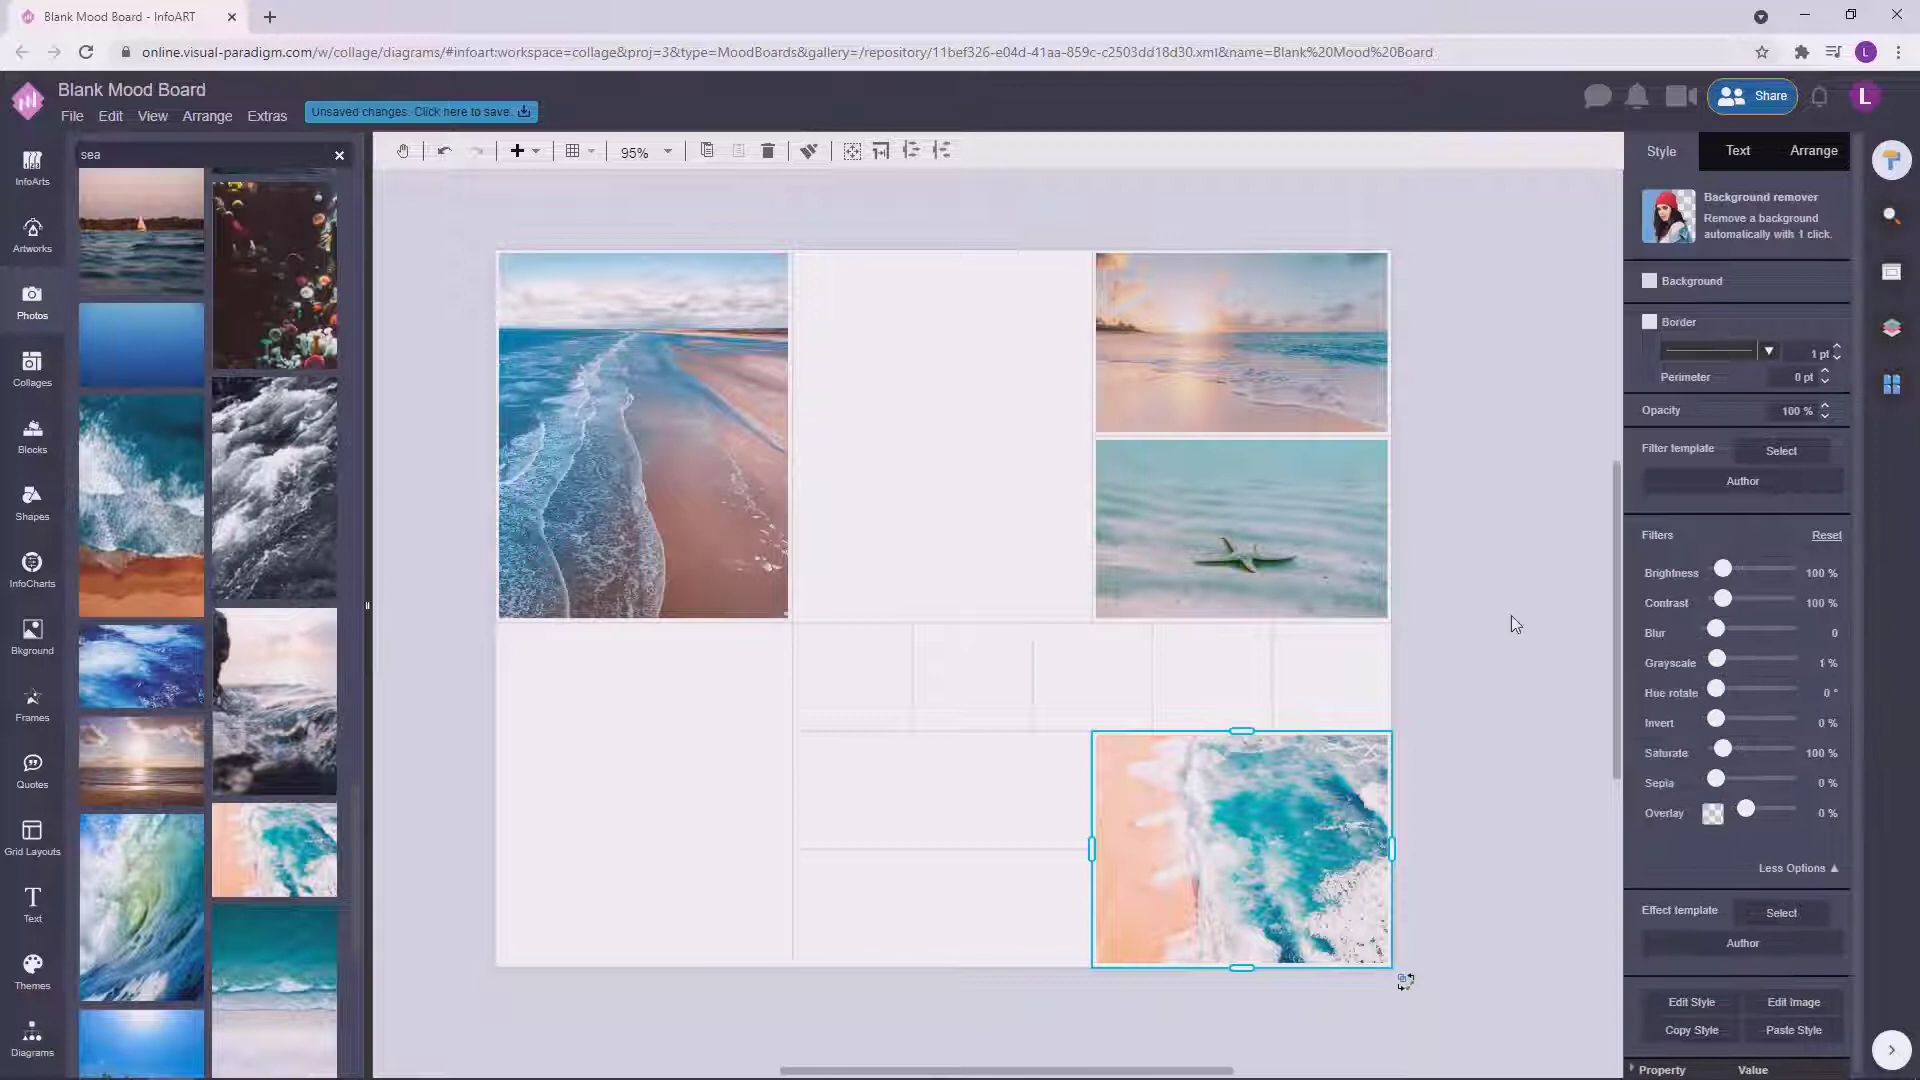 Blank Mood Board - InfoART
online.visual-paradigm.com/w/collage/diagrams/#infoart:workspace=collage&proj=3&type=MoodBoards&gallery=/repository/11bef326-e04d-41aa-859c-c2503dd18d30.xml&name=Blank%20Mood%20Board
L
Blank Mood Board
File Edit View Arrange Extras
Unsaved changes. Click here to save.
Share
L
InfoArts
Artworks
Photos
Collages
Blocks
Shapes
InfoCharts
Bkground
Frames
Quotes
Grid Layouts
Text
Themes
Diagrams
sea
95%
Style Text Arrange
Background remover
Remove a background
automatically with 1 click.
Background
Border
1 pt
Perimeter 0 pt
Opacity 100 %
Filter template Select
Author
Filters Reset
Brightness 100 %
Contrast 100 %
Blur 0
Grayscale 1 %
Hue rotate 0 °
Invert 0 %
Saturate 100 %
Sepia 0 %
Overlay 0 %
Less Options ▲
Effect template Select
Author
Edit Style Edit Image
Copy Style Paste Style
Property Value